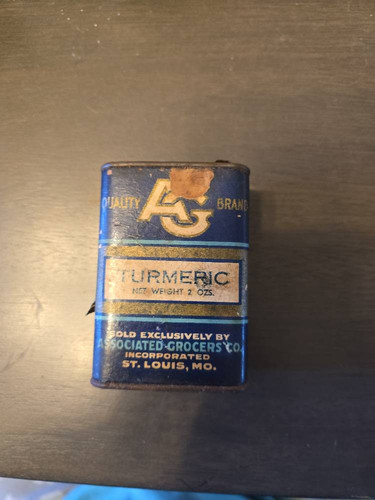 QUALITY AG BRAND
TURMERIC
NET WEIGHT 2 OZS.
SOLD EXCLUSIVELY BY
ASSOCIATED GROCERS CO.
INCORPORATED
ST. LOUIS, MO.